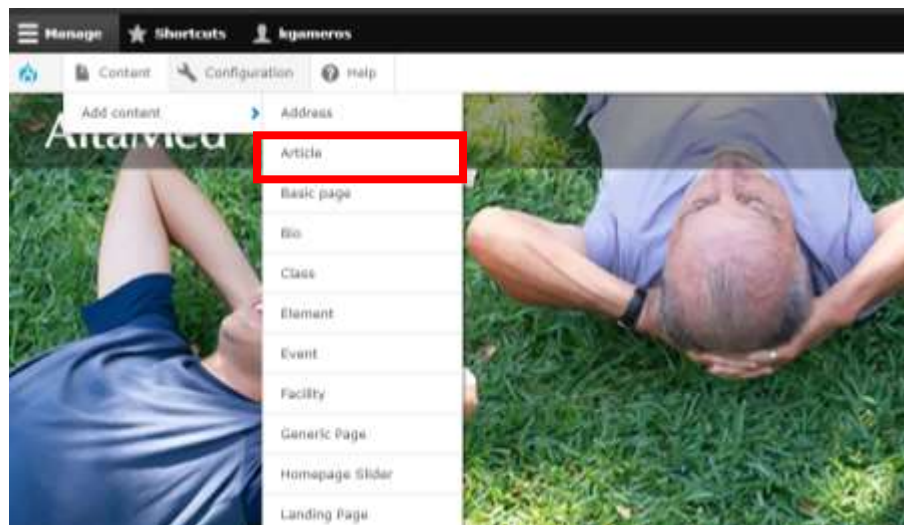 Manage Shortcuts kgameros
Content Configuration Help
Add content Address
AltaMed
Article
Basic page
Bio
Class
Element
Event
Facility
Generic Page
Homepage Slider
Landing Page